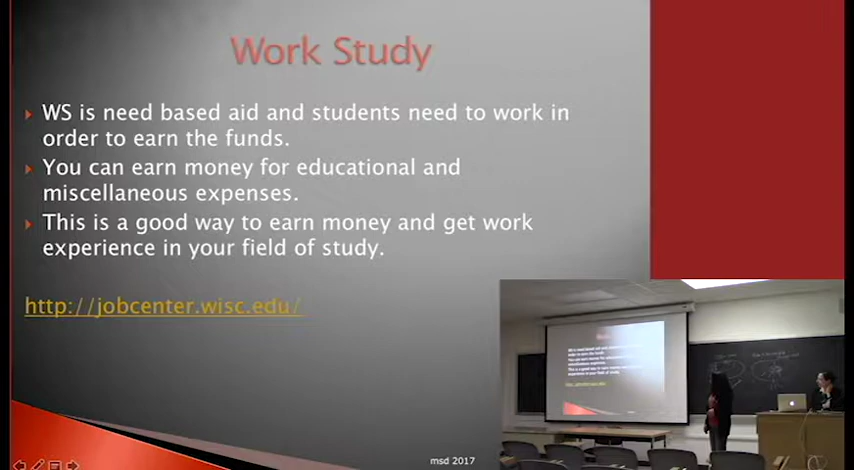 Work Study
WS is need based aid and students need to work in
order to earn the funds.
You can earn money for educational and
miscellaneous expenses.
This is a good way to earn money and get work
experience in your field of study.
http://jobcenter.wisc.edu/
msd 2017